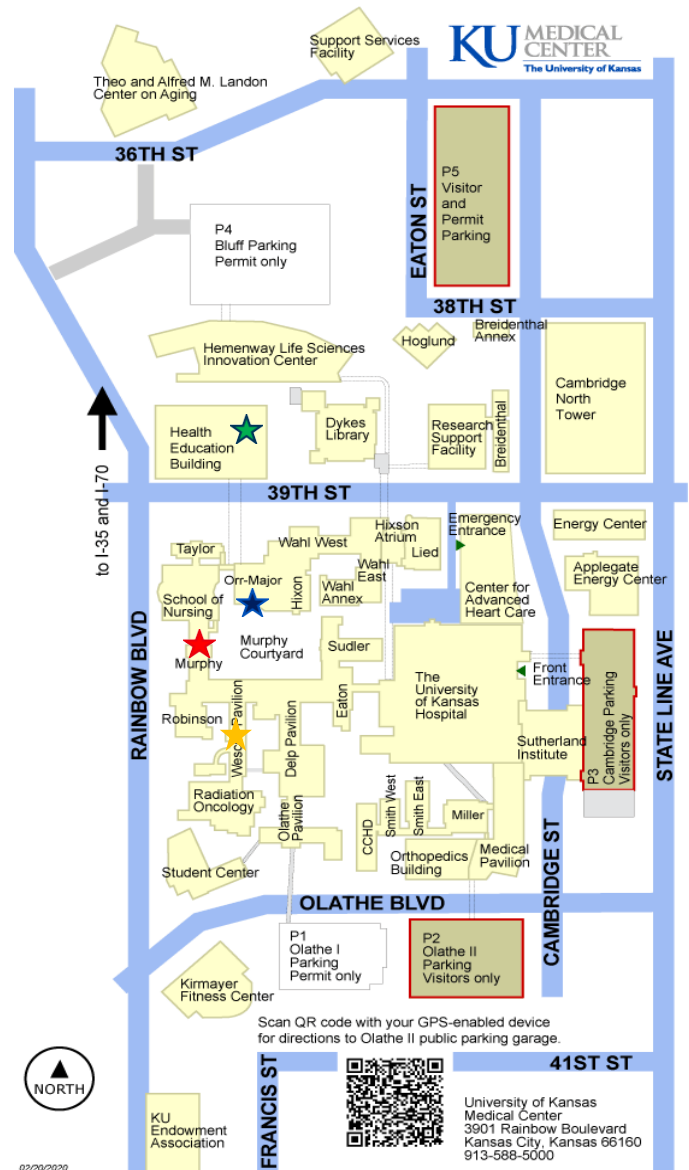 KU MEDICAL
CENTER
The University of Kansas
Support Services
Facility
Theo and Alfred M. Landon
Center on Aging
36TH ST
P5
Visitor
and
Permit
Parking
EATON ST
P4
Bluff Parking
Permit only
38TH ST
Breidenthal
Annex
Hoglund
Hemenway Life Sciences
Innovation Center
Cambridge
North
Tower
Dykes
Library
Research
Support
Facility
Breidenthal
Health
Education
Building
to I-35 and I-70
39TH ST
Emergency
Entrance
Energy Center
Hixson
Atrium
Lied
Wahl West
Taylor
Wahl
East
Applegate
Energy Center
Orr-Major
Hixon
Wahl
Annex
Center for
Advanced
Heart Care
School of
Nursing
Murphy
Courtyard
Sudler
Murphy
The
University
of Kansas
Hospital
Front
Entrance
RAINBOW BLVD
STATE LINE AVE
Robinson
Pavilion
Delp Pavilion
Eaton
Sutherland
Institute
P3
Cambridge Parking
Visitors only
Radiation
Oncology
Olathe
Pavilion
CCHD
Smith West
Smith East
Miller
Orthopedics
Building
Medical
Pavilion
Student Center
CAMBRIDGE ST
OLATHE BLVD
P1
Olathe I
Parking
Permit only
P2
Olathe II
Parking
Visitors only
Kirmayer
Fitness Center
Scan QR code with your GPS-enabled device
for directions to Olathe II public parking garage.
NORTH
FRANCIS ST
41ST ST
KU
Endowment
Association
University of Kansas
Medical Center
3901 Rainbow Boulevard
Kansas City, Kansas 66160
913-588-5000
02/20/2020